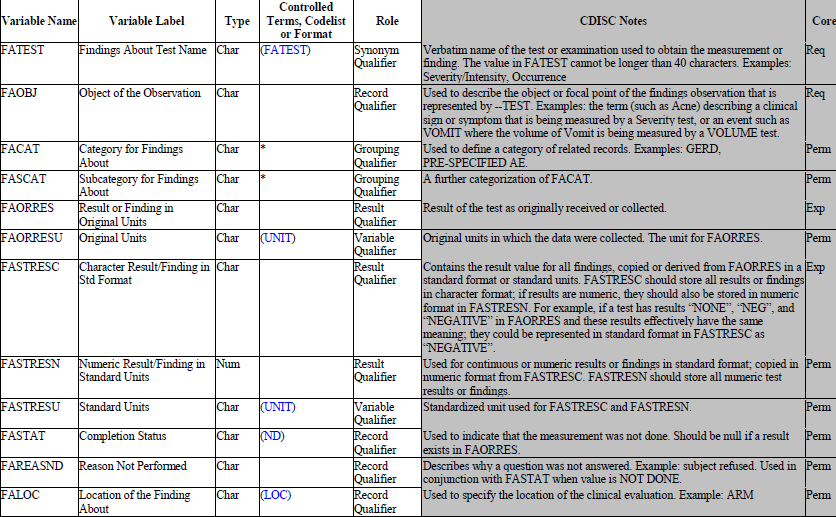 Variable Name Variable Label Type Controlled Terms, Codelist or Format Role CDISC Notes Core
FATEST Findings About Test Name Char (FATEST) Synonym Qualifier Verbatim name of the test or examination used to obtain the measurement or finding. The value in FATEST cannot be longer than 40 characters. Examples: Severity/Intensity, Occurrence Req
FAOBJ Object of the Observation Char Record Qualifier Used to describe the object or focal point of the findings observation that is represented by --TEST. Examples: the term (such as Acne) describing a clinical sign or symptom that is being measured by a Severity test, or an event such as VOMIT where the volume of Vomit is being measured by a VOLUME test. Req
FACAT Category for Findings About Char * Grouping Qualifier Used to define a category of related records. Examples: GERD, PRE-SPECIFIED AE. Perm
FASCAT Subcategory for Findings About Char * Grouping Qualifier A further categorization of FACAT. Perm
FAORRES Result or Finding in Original Units Char Result Qualifier Result of the test as originally received or collected. Exp
FAORRESU Original Units Char (UNIT) Variable Qualifier Original units in which the data were collected. The unit for FAORRES. Perm
FASTRESC Character Result/Finding in Std Format Char Result Qualifier Contains the result value for all findings, copied or derived from FAORRES in a standard format or standard units. FASTRESC should store all results or findings in character format; if results are numeric, they should also be stored in numeric format in FASTRESN. For example, if a test has results “NONE”, “NEG”, and “NEGATIVE” in FAORRES and these results effectively have the same meaning; they could be represented in standard format in FASTRESC as “NEGATIVE”. Exp
FASTRESN Numeric Result/Finding in Standard Units Num Result Qualifier Used for continuous or numeric results or findings in standard format; copied in numeric format from FASTRESC. FASTRESN should store all numeric test results or findings. Perm
FASTRESU Standard Units Char (UNIT) Variable Qualifier Standardized unit used for FASTRESC and FASTRESN. Perm
FASTAT Completion Status Char (ND) Record Qualifier Used to indicate that the measurement was not done. Should be null if a result exists in FAORRES. Perm
FAREASND Reason Not Performed Char Record Qualifier Describes why a question was not answered. Example: subject refused. Used in conjunction with FASTAT when value is NOT DONE. Perm
FALOC Location of the Finding About Char (LOC) Record Qualifier Used to specify the location of the clinical evaluation. Example: ARM Perm